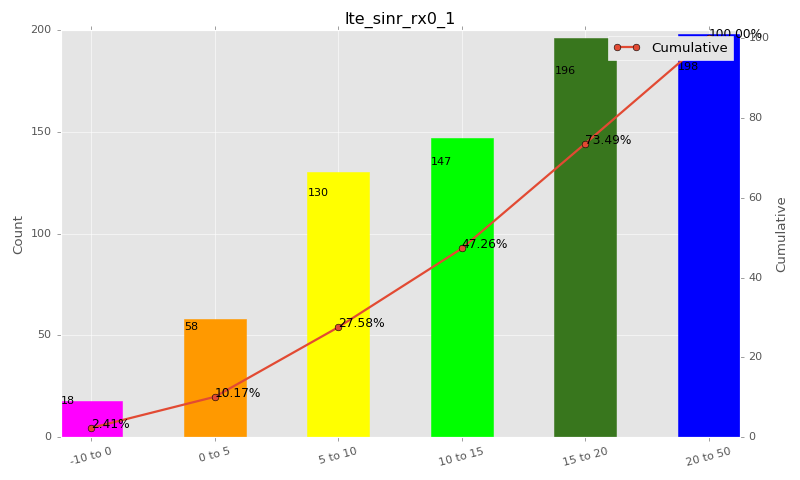 lte_sinr_rx0_1
200
150
100
50
0
Count
100
80
60
40
20
0
Cumulative
Cumulative
18
58
130
147
196
2.41%
10.17%
27.58%
47.26%
73.49%
100.00%
-10 to 0
0 to 5
5 to 10
10 to 15
15 to 20
20 to 50